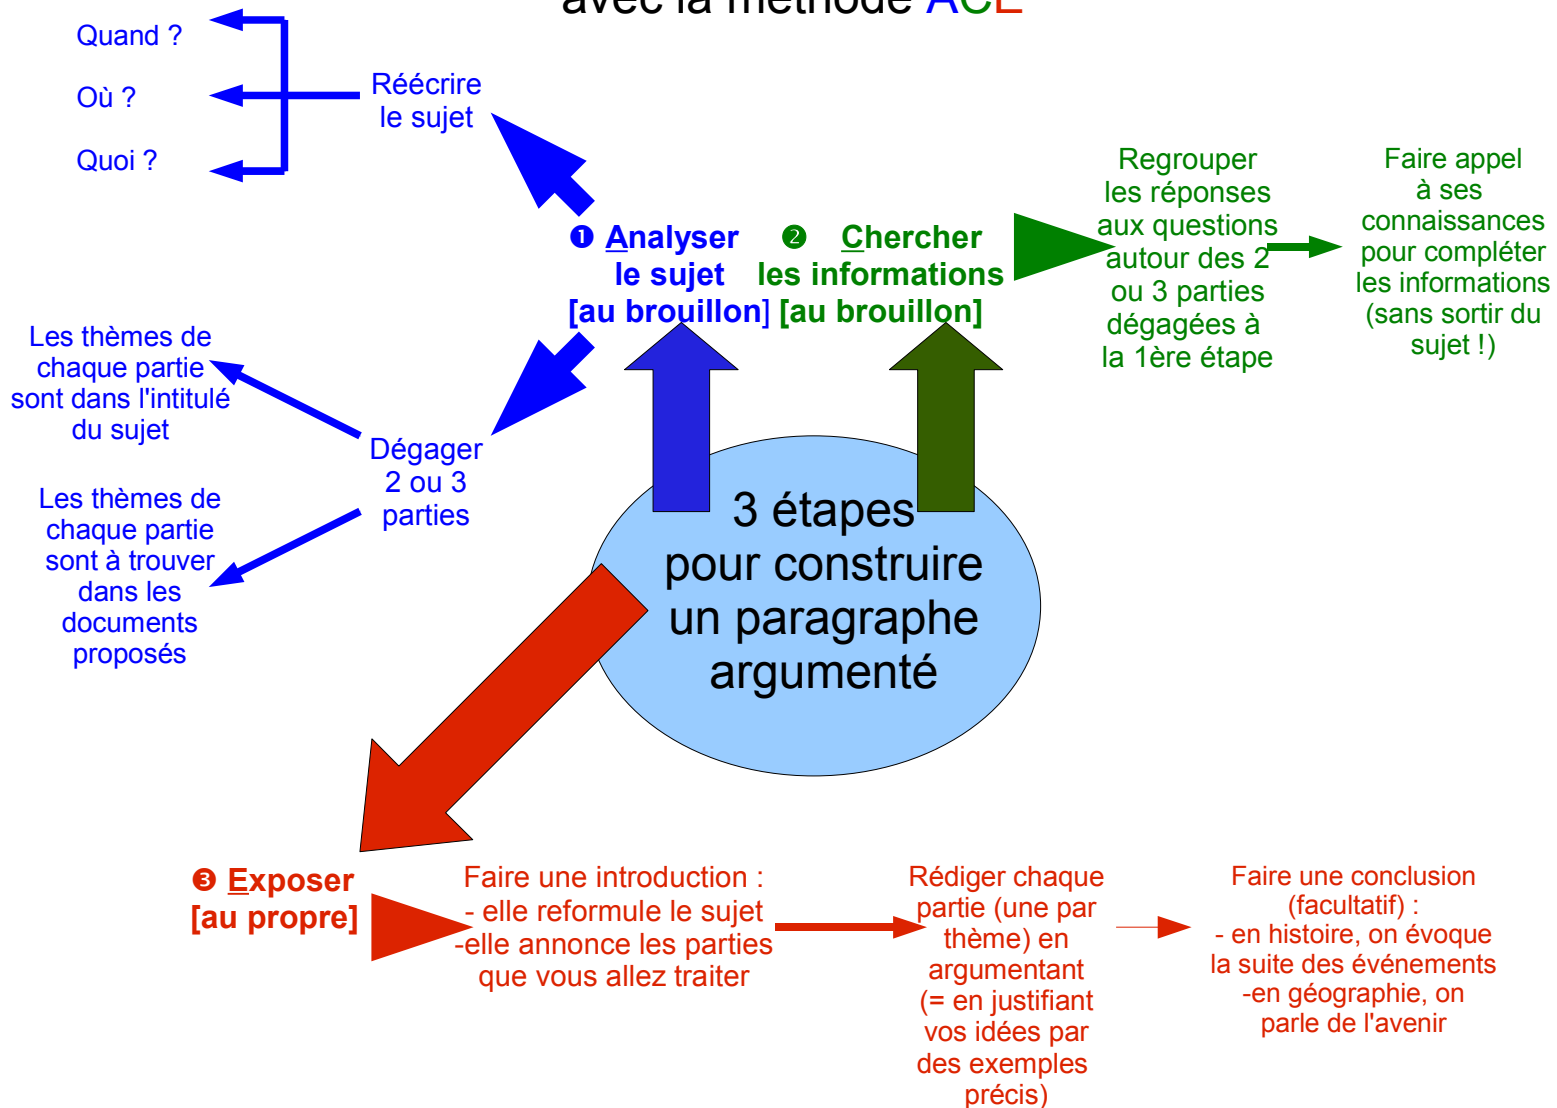 avec la méthode ACE
Quand ?
Où ?
Quoi ?
Réécrire
le sujet
❶ Analyser
le sujet
[au brouillon]
Les thèmes de
chaque partie
sont dans l'intitulé
du sujet
Dégager
2 ou 3
parties
Les thèmes de
chaque partie
sont à trouver
dans les
documents
proposés
❷ Chercher
les informations
[au brouillon]
Regrouper
les réponses
aux questions
autour des 2
ou 3 parties
dégagées à
la 1ère étape
Faire appel
à ses
connaissances
pour compléter
les informations
(sans sortir du
sujet !)
3 étapes
pour construire
un paragraphe
argumenté
❸ Exposer
[au propre]
Faire une introduction :
- elle reformule le sujet
-elle annonce les parties
que vous allez traiter
Rédiger chaque
partie (une par
thème) en
argumentant
(= en justifiant
vos idées par
des exemples
précis)
Faire une conclusion
(facultatif) :
- en histoire, on évoque
la suite des événements
-en géographie, on
parle de l'avenir